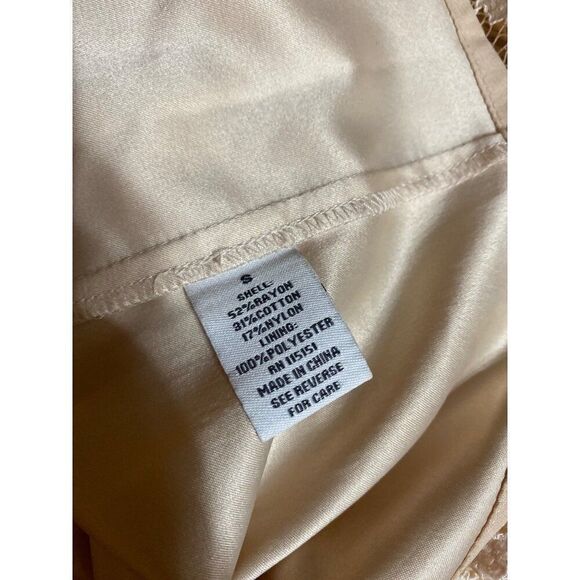 S
SHELL:
52%RAYON
31%COTTON
17%NYLON
LINING:
100%POLYESTER
RN 115151
MADE IN CHINA
SEE REVERSE
FOR CARE